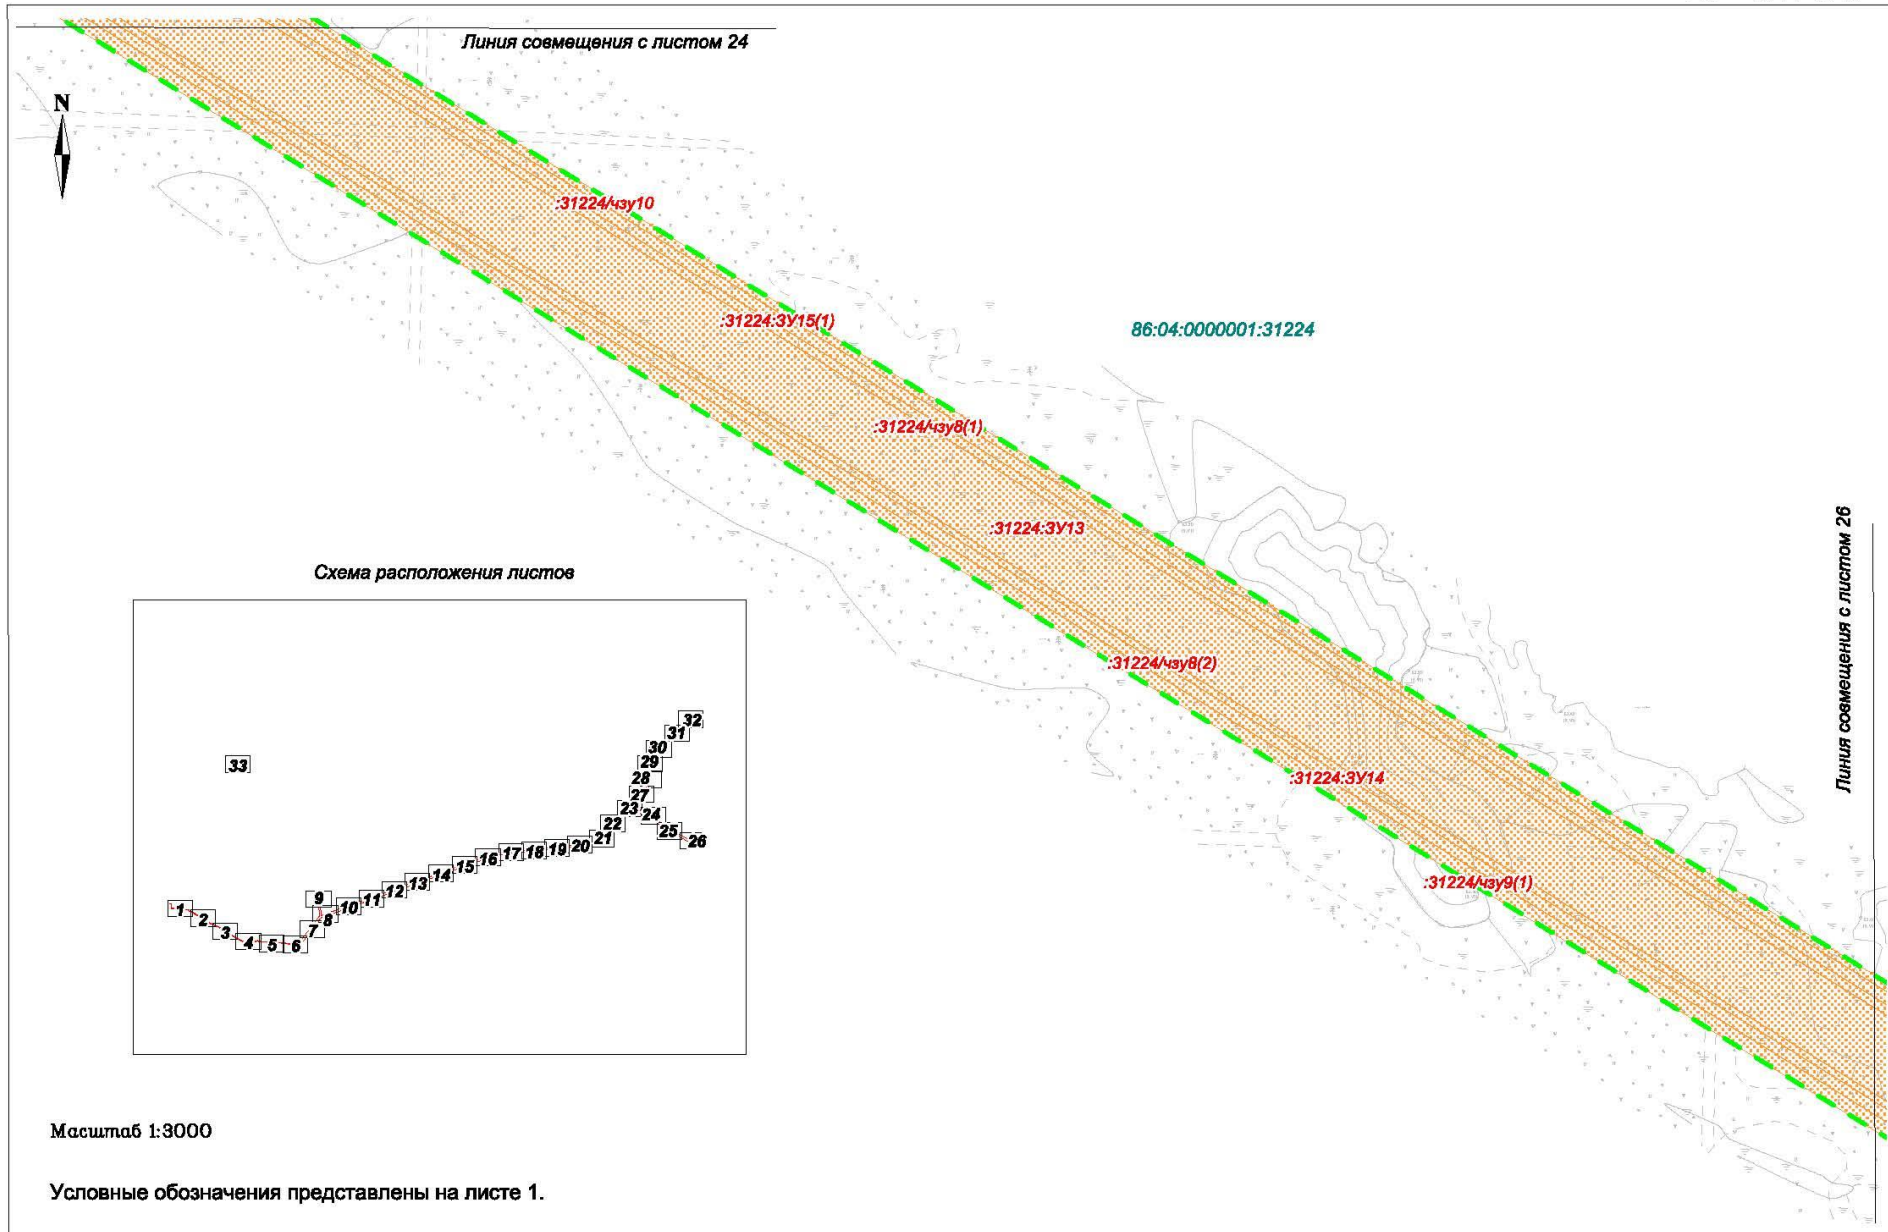 Линия совмещения с листом 24
N
:31224/чзу10
:31224:ЗУ15(1)
86:04:0000001:31224
:31224/чзу8(1)
:31224:ЗУ13
Линия совмещения с листом 26
Схема расположения листов
:31224/чзу8(2)
:31224:ЗУ14
:31224/чзу9(1)
32
31
30
29
33
28
27
23
24
22
25
26
21
20
19
18
17
16
15
14
13
12
11
10
9
8
7
1
2
3
4
5
6
Масштаб 1:3000
Условные обозначения представлены на листе 1.